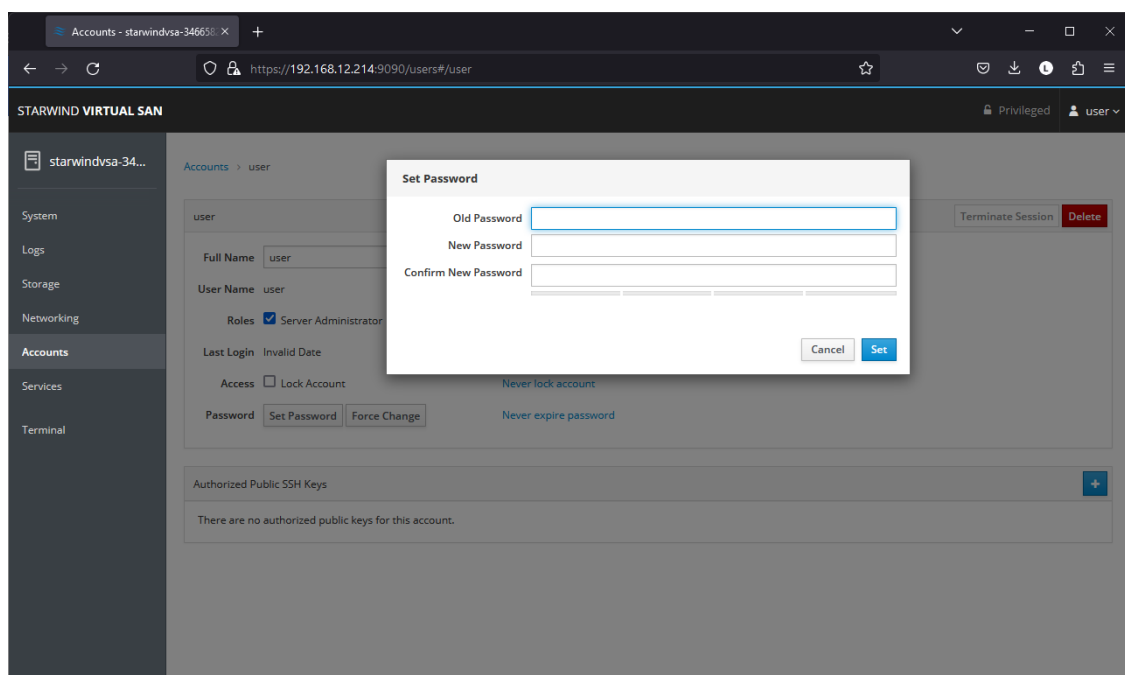 Accounts - starwindvsa-346658
https://192.168.12.214:9090/users#/user
L
STARWIND VIRTUAL SAN
Privileged
user
starwindvsa-34...
System
Logs
Storage
Networking
Accounts
Services
Terminal
Accounts > user
user
Terminate Session Delete
Full Name user
User Name user
Roles Server Administrator
Last Login Invalid Date
Access Lock Account Never lock account
Password Set Password Force Change Never expire password
Authorized Public SSH Keys
There are no authorized public keys for this account.
Set Password
Old Password
New Password
Confirm New Password
Cancel Set